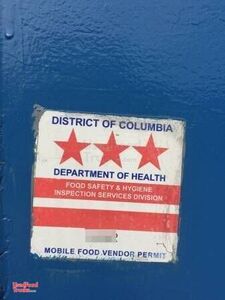 DISTRICT OF COLUMBIA
DEPARTMENT OF HEALTH
FOOD SAFETY & HYGIENE
INSPECTION SERVICES DIVISION
MOBILE FOOD VENDOR PERMIT